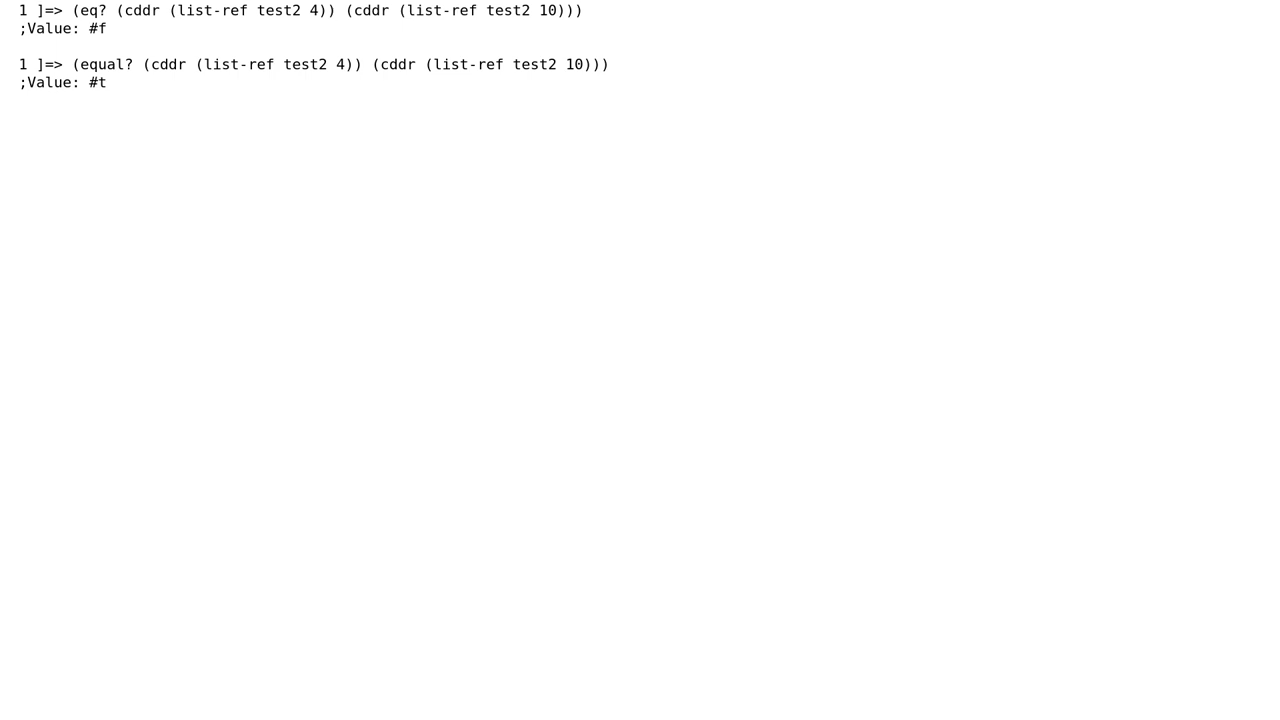 1 ]=> (eq? (cddr (list-ref test2 4)) (cddr (list-ref test2 10)))
;Value: #f
1 ]=> (equal? (cddr (list-ref test2 4)) (cddr (list-ref test2 10)))
;Value: #t